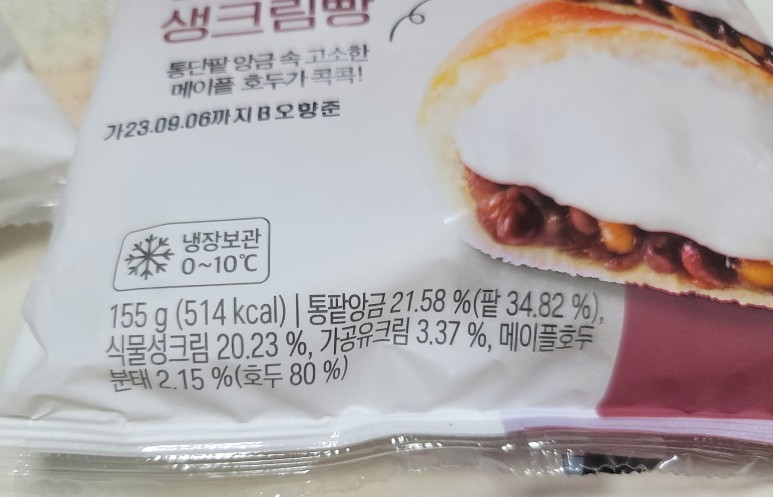 생크림빵
통단팥 앙금 속 고소한
메이플 호두가 콕콕!
가23.09.06까지 B 오향준
냉장보관
0~10℃
155 g (514 kcal) | 통팥앙금 21.58 %(팥 34.82 %),
식물성크림 20.23 %, 가공유크림 3.37 %, 메이플호두
분태 2.15 %(호두 80 %)